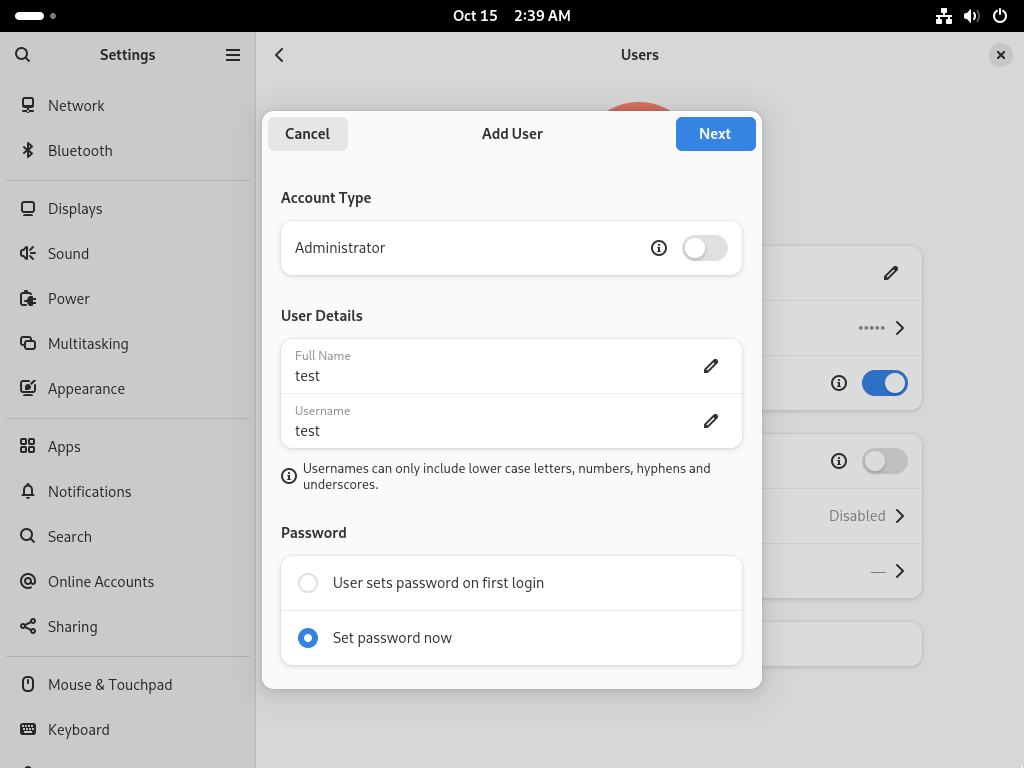 Oct 15 2:39 AM
Settings
Users
Network
Bluetooth
Displays
Sound
Power
Multitasking
Appearance
Apps
Notifications
Search
Online Accounts
Sharing
Mouse & Touchpad
Keyboard
Cancel
Add User
Next
Account Type
Administrator
User Details
Full Name
test
Username
test
Usernames can only include lower case letters, numbers, hyphens and
underscores.
Password
User sets password on first login
Set password now
•••••
Disabled
—